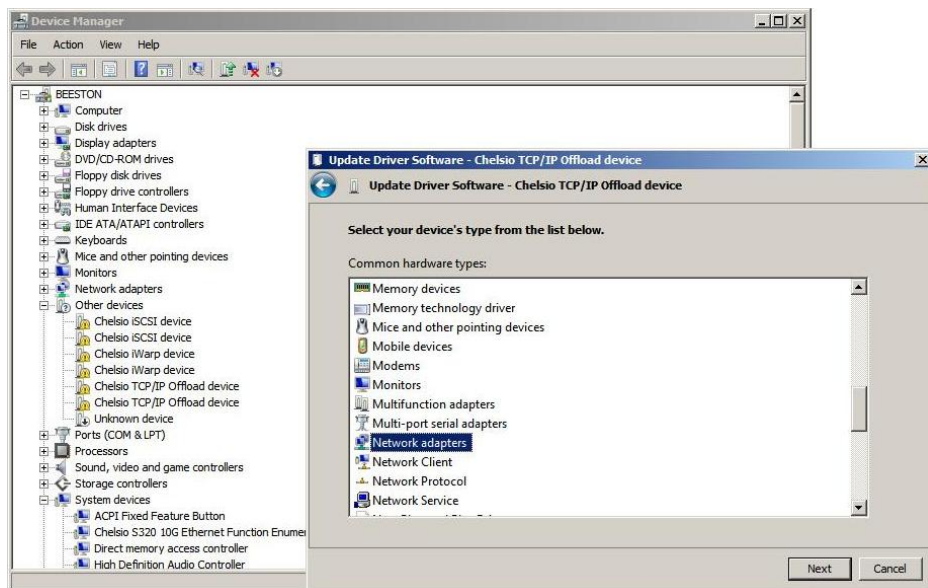 Device Manager
File Action View Help
BEESTON
Computer
Disk drives
Display adapters
DVD/CD-ROM drives
Floppy disk drives
Floppy drive controllers
Human Interface Devices
IDE ATA/ATAPI controllers
Keyboards
Mice and other pointing devices
Monitors
Network adapters
Other devices
Chelsio iSCSI device
Chelsio iSCSI device
Chelsio iWarp device
Chelsio iWarp device
Chelsio TCP/IP Offload device
Chelsio TCP/IP Offload device
Unknown device
Ports (COM & LPT)
Processors
Sound, video and game controllers
Storage controllers
System devices
ACPI Fixed Feature Button
Chelsio S320 10G Ethernet Function Enume
Direct memory access controller
High Definition Audio Controller
Update Driver Software - Chelsio TCP/IP Offload device
Update Driver Software - Chelsio TCP/IP Offload device
Select your device's type from the list below.
Common hardware types:
Memory devices
Memory technology driver
Mice and other pointing devices
Mobile devices
Modems
Monitors
Multifunction adapters
Multi-port serial adapters
Network adapters
Network Client
Network Protocol
Network Service
Next Cancel